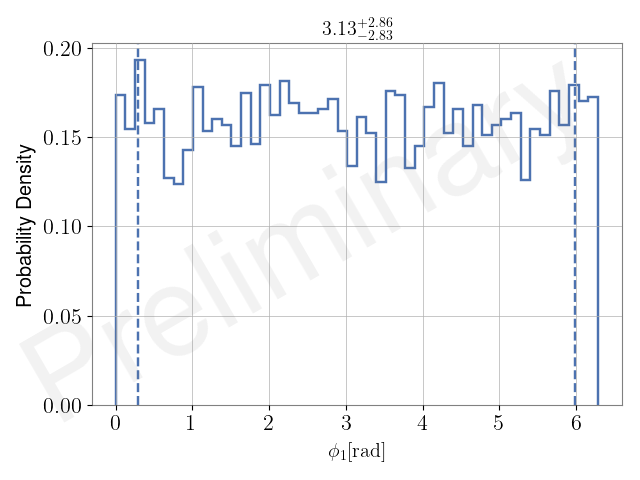 3.13^{+2.86}_{-2.83}
0.20
0.15
0.10
0.05
0.00
Probability Density
Preliminary
0 1 2 3 4 5 6
ϕ₁[rad]